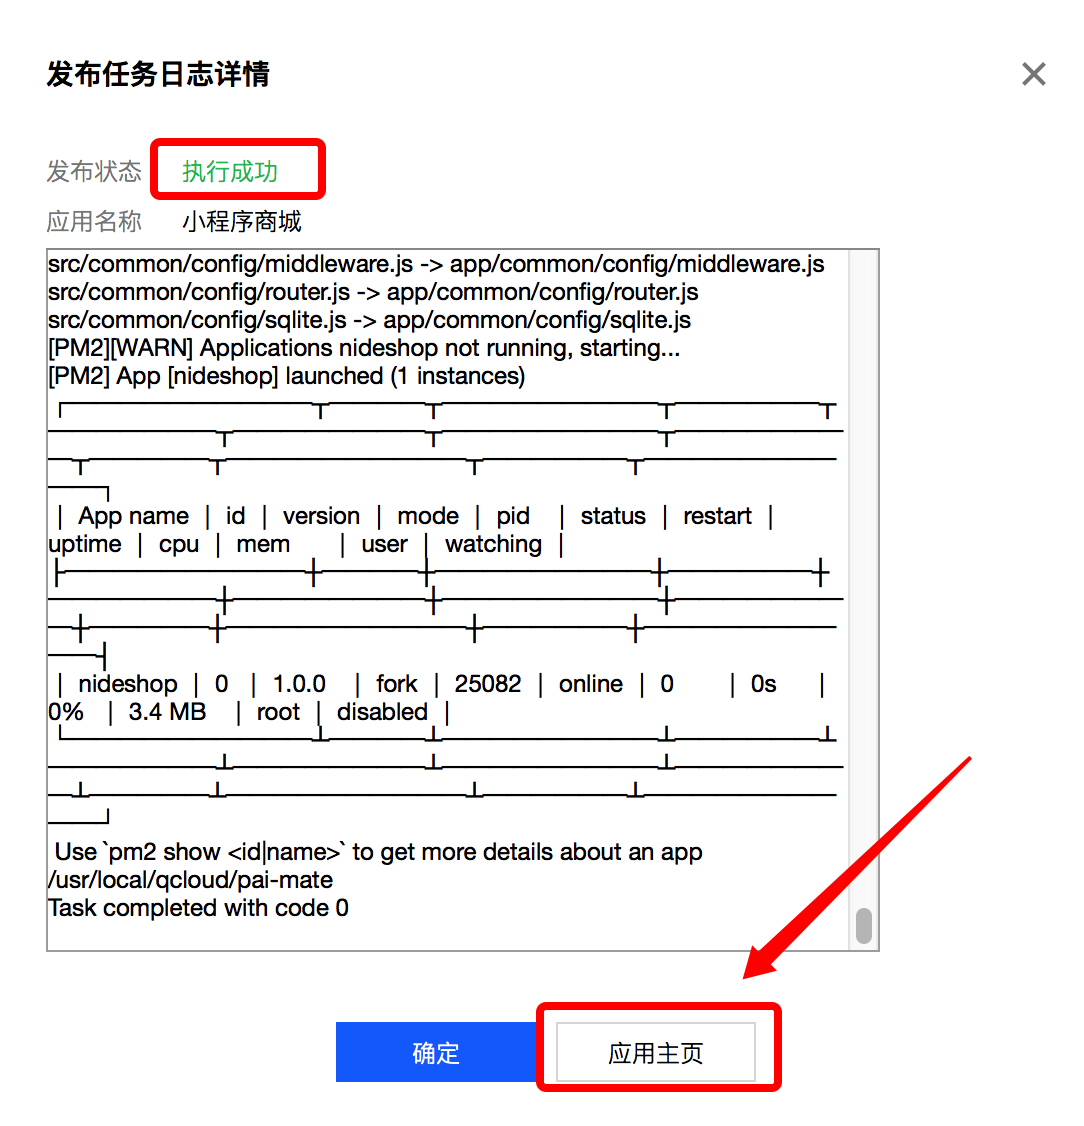 发布任务日志详情
发布状态 执行成功
应用名称 小程序商城
src/common/config/middleware.js -> app/common/config/middleware.js
src/common/config/router.js -> app/common/config/router.js
src/common/config/sqlite.js -> app/common/config/sqlite.js
[PM2][WARN] Applications nideshop not running, starting...
[PM2] App [nideshop] launched (1 instances)
│ App name │ id │ version │ mode │ pid │ status │ restart │
uptime │ cpu │ mem │ user │ watching │
│ nideshop │ 0 │ 1.0.0 │ fork │ 25082 │ online │ 0 │ 0s │
0% │ 3.4 MB │ root │ disabled │
Use `pm2 show <id|name>` to get more details about an app
/usr/local/qcloud/pai-mate
Task completed with code 0
确定 应用主页